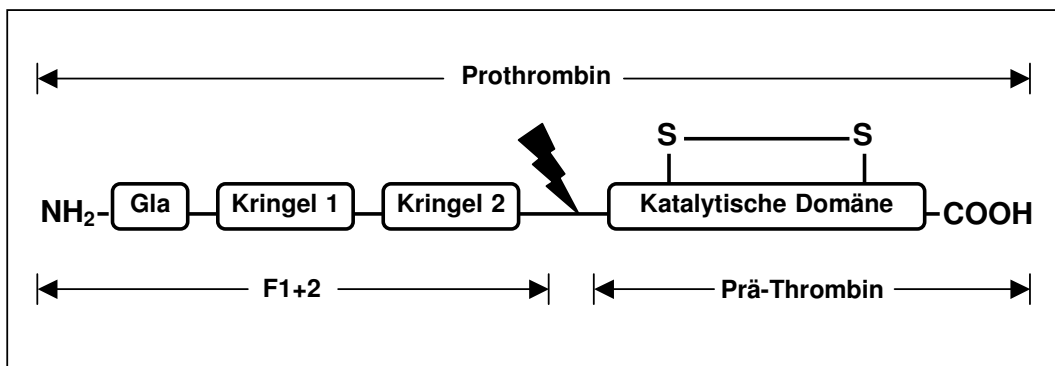 Prothrombin
S S
NH₂ Gla Kringel 1 Kringel 2 Katalytische Domäne COOH
F1+2 Prä-Thrombin